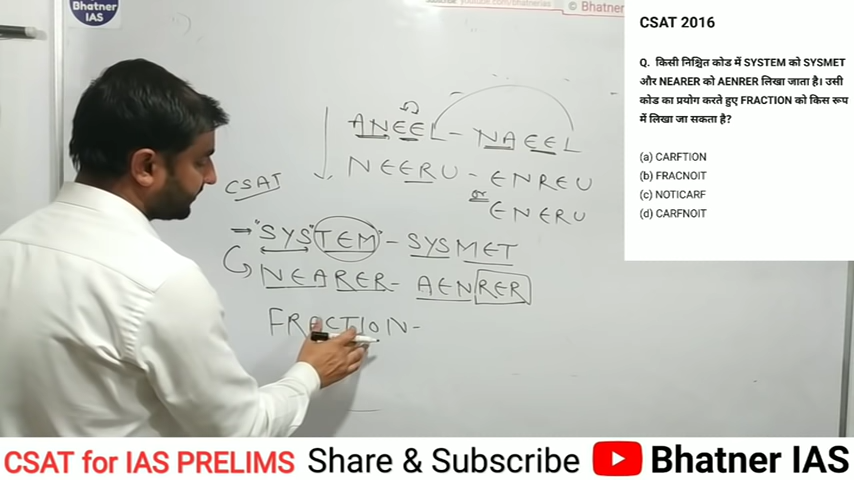 Bhatner
IAS
© Bhatner
ANEEL - NAEEL
NEERU - ENREU
or
ENERU
CSAT
→ "SYS" "TEM" - SYSMET
NEARER - AENRER
FRACTION -
CSAT 2016
Q. किसी निश्चित कोड में SYSTEM को SYSMET
और NEARER को AENRER लिखा जाता है। उसी
कोड का प्रयोग करते हुए FRACTION को किस रूप
में लिखा जा सकता है?
(a) CARFTION
(b) FRACNOIT
(c) NOTICARF
(d) CARFNOIT
CSAT for IAS PRELIMS Share & Subscribe Bhatner IAS